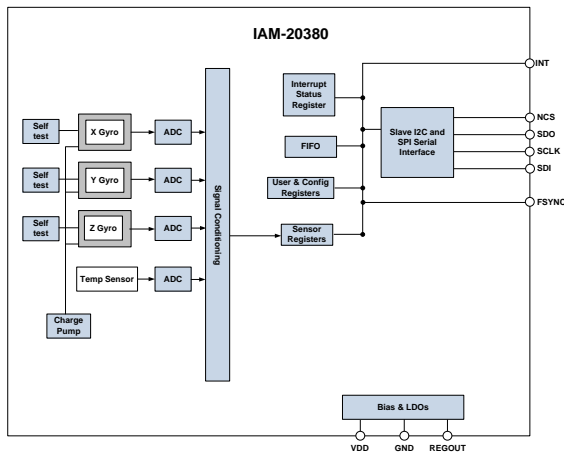 IAM-20380
INT
Interrupt
Status
Register
NCS
Self
test
X Gyro
ADC
Slave I2C and
SPI Serial
Interface
SDO
FIFO
SCLK
SDI
Self
test
Y Gyro
ADC
Signal Conditioning
User & Config
Registers
FSYNC
Self
test
Z Gyro
ADC
Sensor
Registers
Temp Sensor
ADC
Charge
Pump
Bias & LDOs
VDD
GND
REGOUT